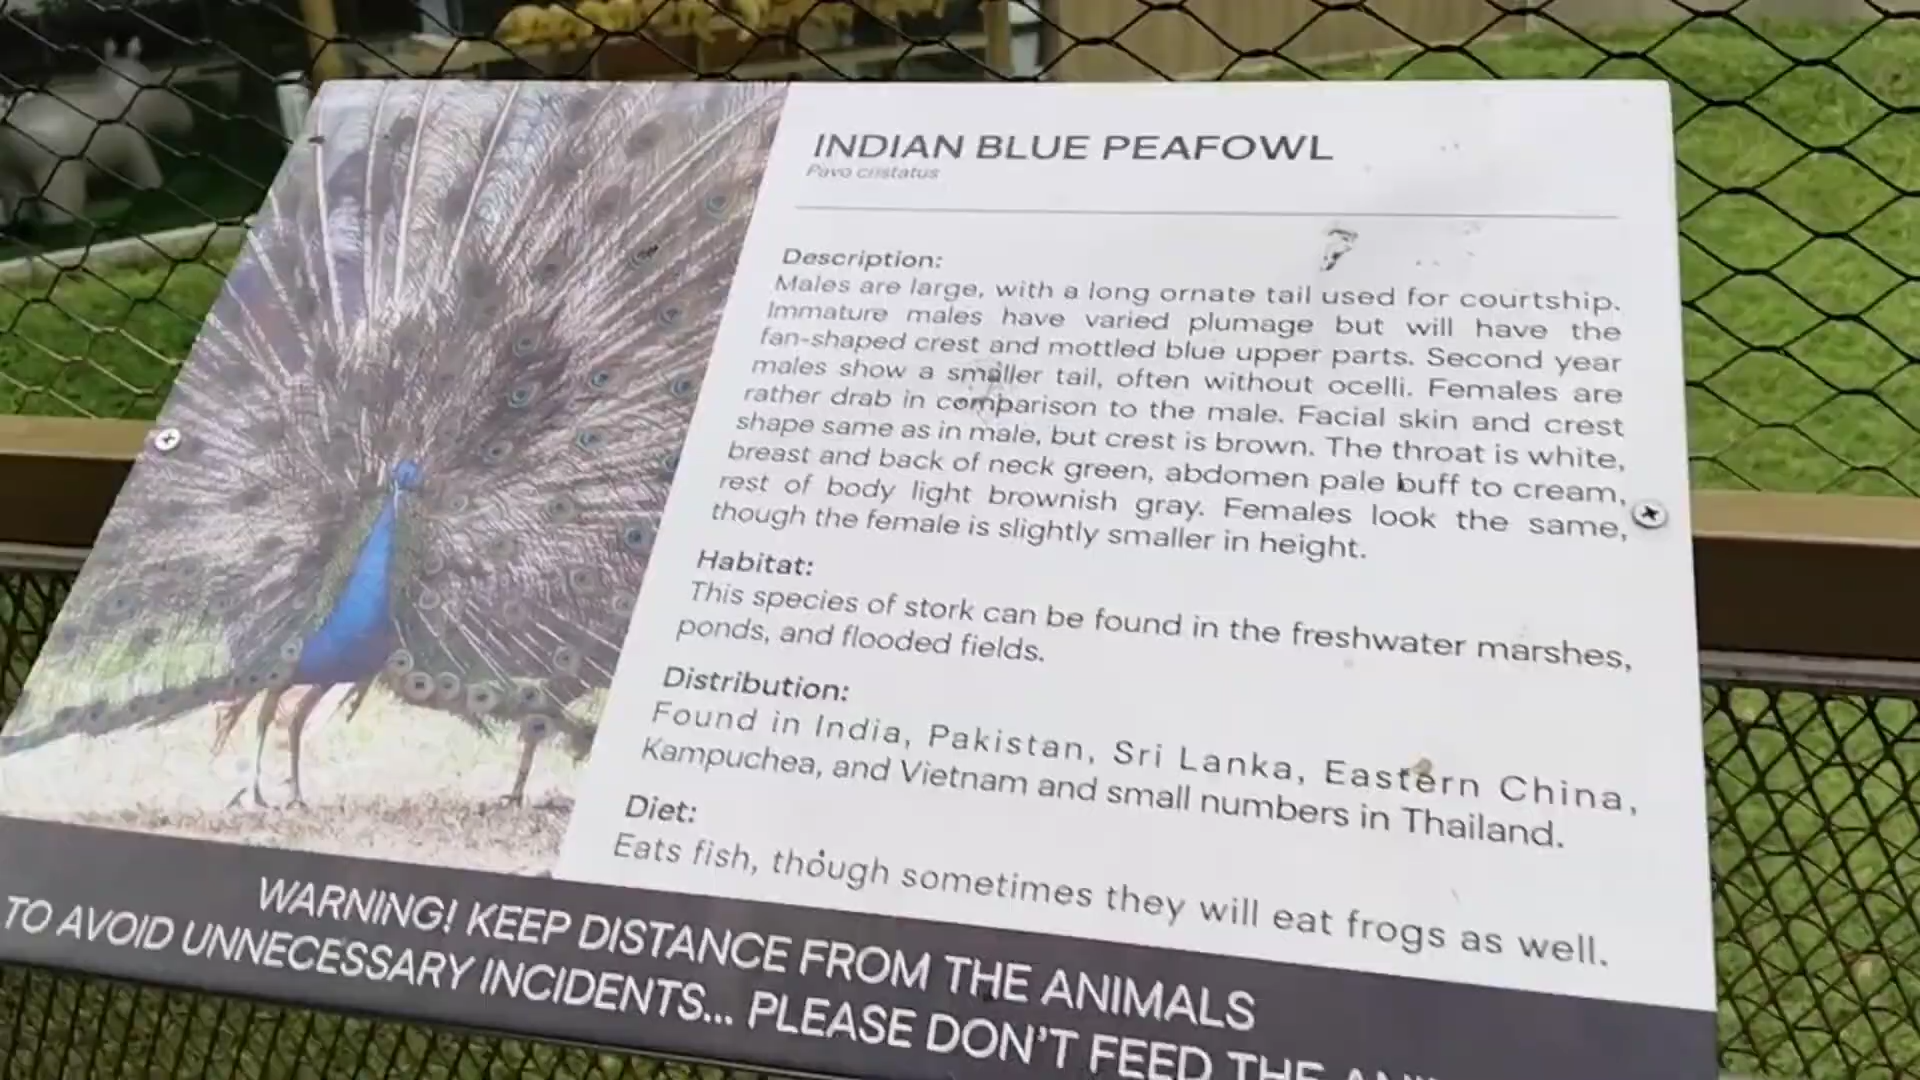 INDIAN BLUE PEAFOWL
Pavo cristatus
Description:
Males are large, with a long ornate tail used for courtship.
Immature males have varied plumage but will have the
fan-shaped crest and mottled blue upper parts. Second year
males show a smaller tail, often without ocelli. Females are
rather drab in comparison to the male. Facial skin and crest
shape same as in male, but crest is brown. The throat is white,
breast and back of neck green, abdomen pale buff to cream,
rest of body light brownish gray. Females look the same,
though the female is slightly smaller in height.
Habitat:
This species of stork can be found in the freshwater marshes,
ponds, and flooded fields.
Distribution:
Found in India, Pakistan, Sri Lanka, Eastern China,
Kampuchea, and Vietnam and small numbers in Thailand.
Diet:
Eats fish, though sometimes they will eat frogs as well.
WARNING! KEEP DISTANCE FROM THE ANIMALS
TO AVOID UNNECESSARY INCIDENTS... PLEASE DON'T FEED THE